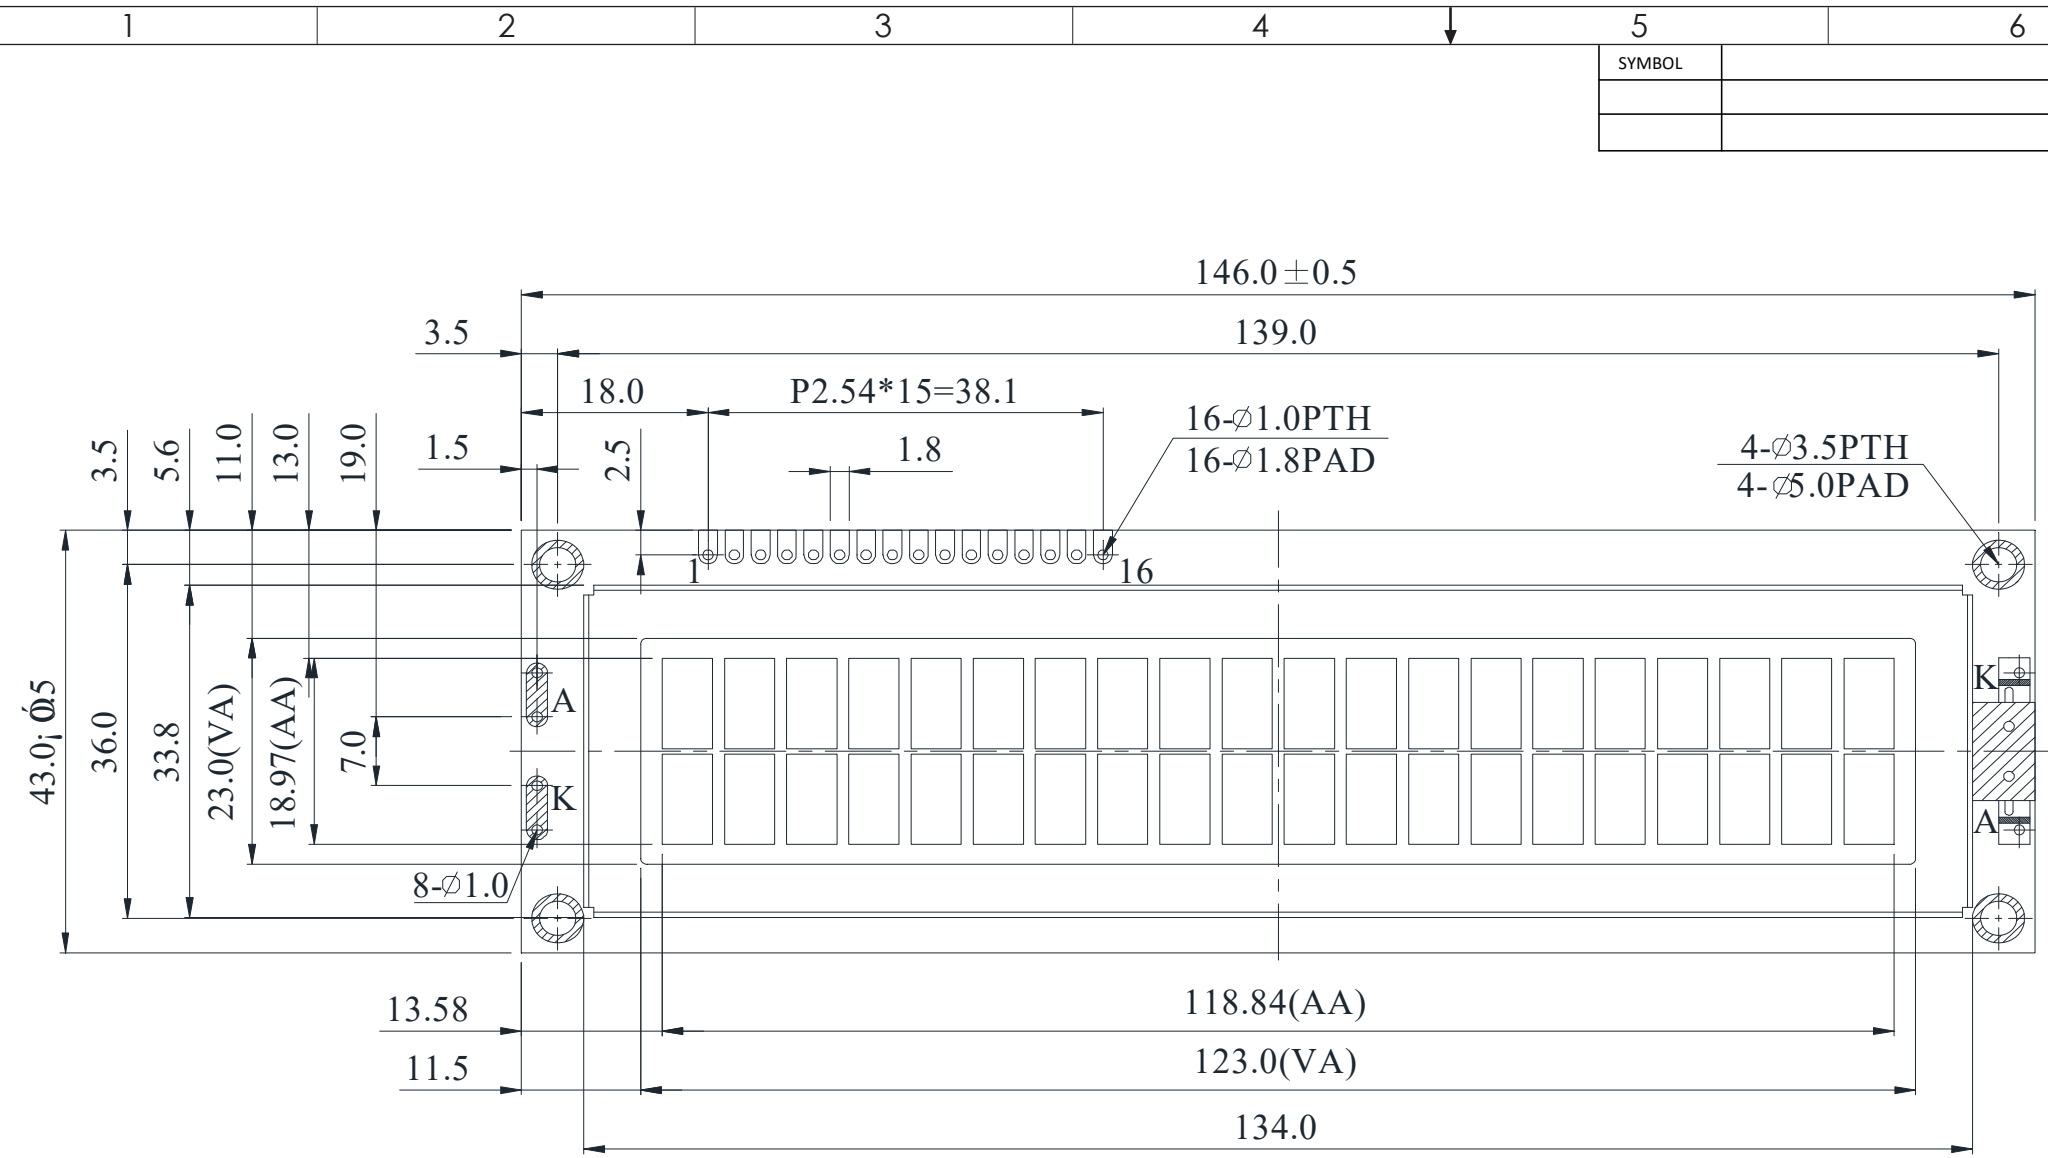 1 2 3 4 5 6
SYMBOL
146.0±0.5
3.5 139.0
18.0 P2.54*15=38.1
16-∅1.0PTH
16-∅1.8PAD
4-∅3.5PTH
4-∅5.0PAD
3.5 5.6 11.0 13.0 19.0 1.5 2.5 1.8
1 16
A K
K A
36.0 33.8 23.0(VA) 18.97(AA) 7.0
8-∅1.0
13.58 118.84(AA)
11.5 123.0(VA)
134.0